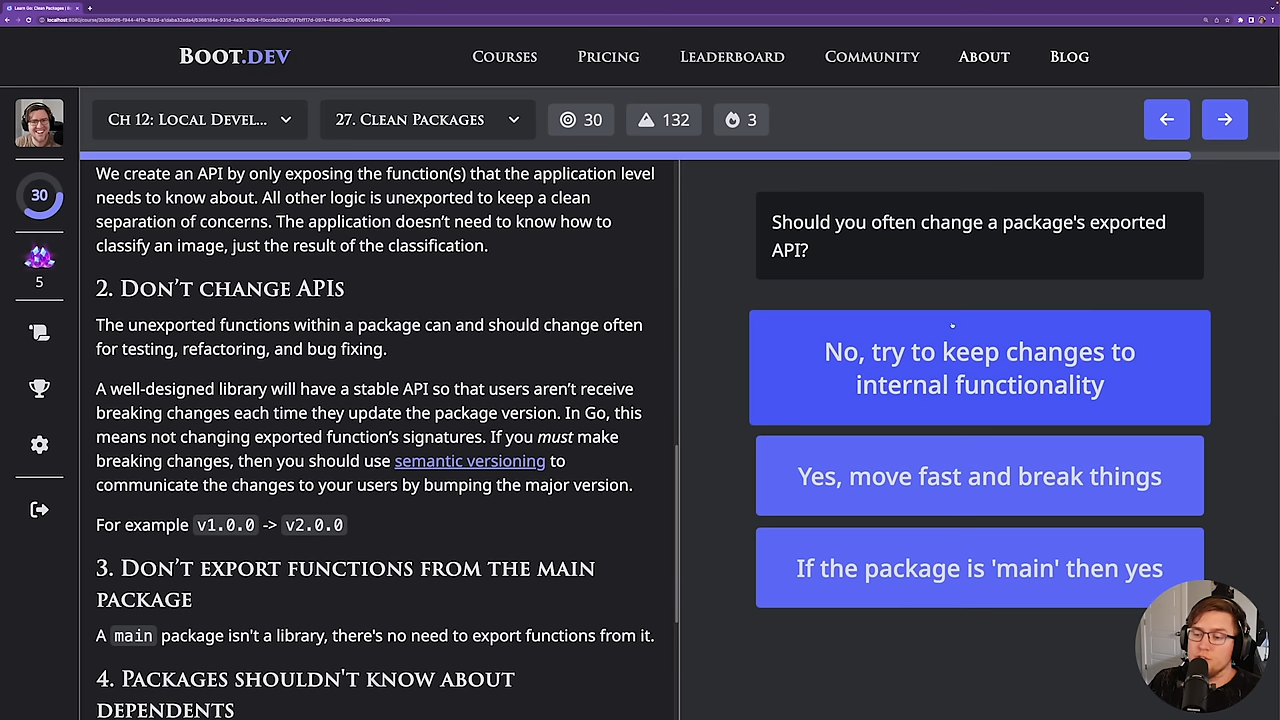 Learn Go: Clean Packages | B
BOOT.DEV
COURSES
PRICING
LEADERBOARD
COMMUNITY
ABOUT
BLOG
CH 12: LOCAL DEVEL...
27. CLEAN PACKAGES
30
132
3
30
5
We create an API by only exposing the function(s) that the application level
needs to know about. All other logic is unexported to keep a clean
separation of concerns. The application doesn’t need to know how to
classify an image, just the result of the classification.
2. DON’T CHANGE APIS
The unexported functions within a package can and should change often
for testing, refactoring, and bug fixing.
A well-designed library will have a stable API so that users aren’t receive
breaking changes each time they update the package version. In Go, this
means not changing exported function’s signatures. If you must make
breaking changes, then you should use semantic versioning to
communicate the changes to your users by bumping the major version.
For example v1.0.0 -> v2.0.0
3. DON’T EXPORT FUNCTIONS FROM THE MAIN
PACKAGE
A main package isn't a library, there's no need to export functions from it.
4. PACKAGES SHOULDN'T KNOW ABOUT
DEPENDENTS
Should you often change a package's exported
API?
No, try to keep changes to
internal functionality
Yes, move fast and break things
If the package is 'main' then yes